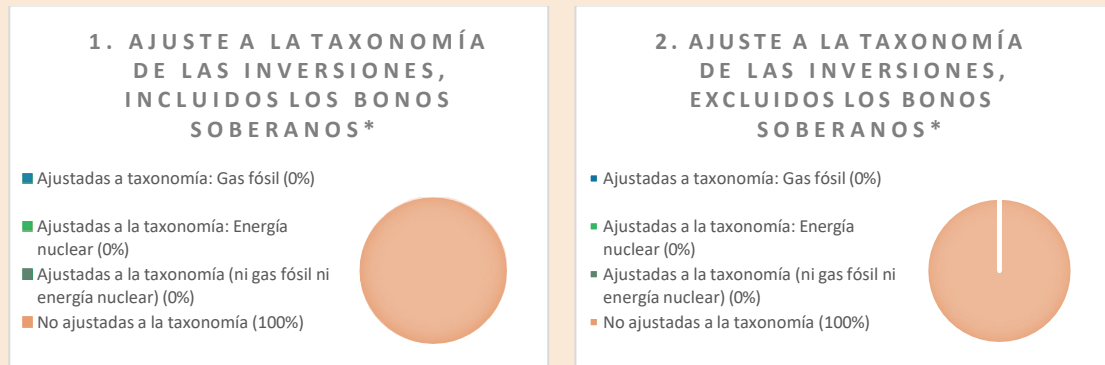 1. AJUSTE A LA TAXONOMÍA
DE LAS INVERSIONES,
INCLUIDOS LOS BONOS
SOBERANOS*
Ajustadas a taxonomía: Gas fósil (0%)
Ajustadas a la taxonomía: Energía
nuclear (0%)
Ajustadas a la taxonomía (ni gas fósil ni
energía nuclear) (0%)
No ajustadas a la taxonomía (100%)
2. AJUSTE A LA TAXONOMÍA
DE LAS INVERSIONES,
EXCLUIDOS LOS BONOS
SOBERANOS*
Ajustadas a taxonomía: Gas fósil (0%)
Ajustadas a la taxonomía: Energía
nuclear (0%)
Ajustadas a la taxonomía (ni gas fósil ni
energía nuclear) (0%)
No ajustadas a la taxonomía (100%)